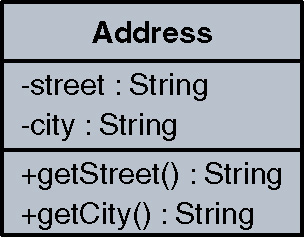 Address
-street : String
-city : String
+getStreet() : String
+getCity() : String